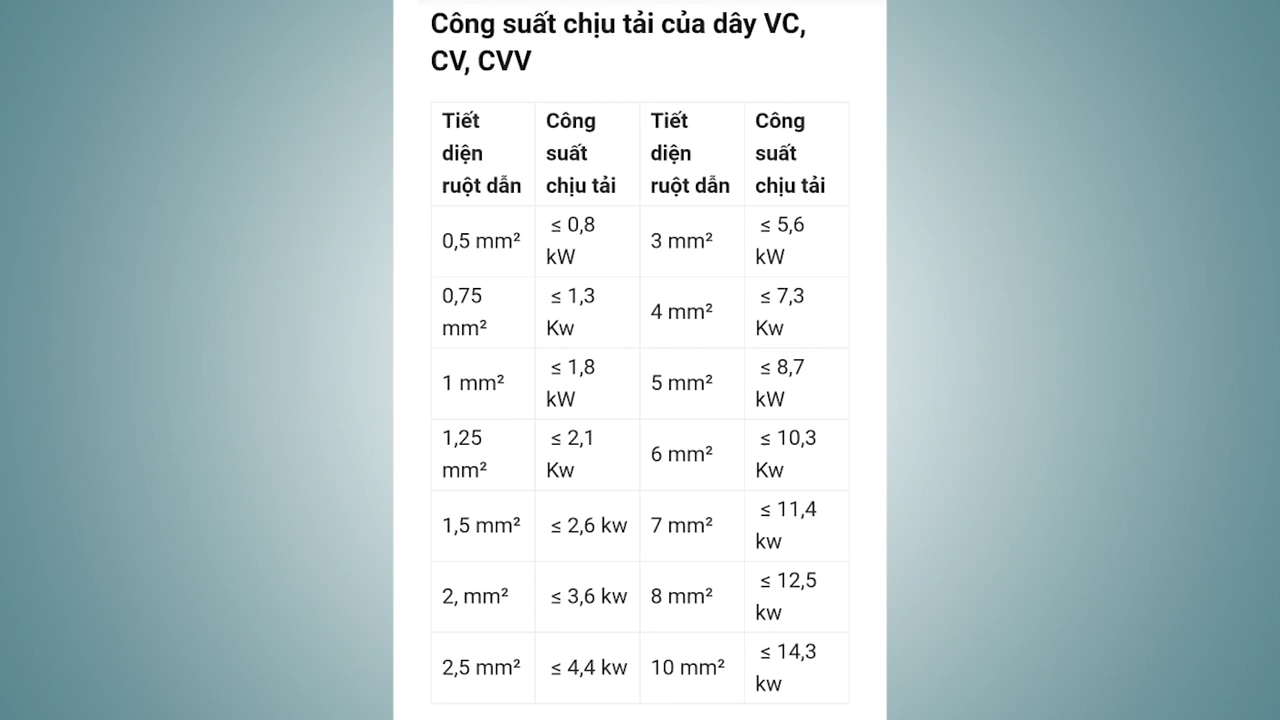 Công suất chịu tải của dây VC,
CV, CVV
Tiết diện ruột dẫn | Công suất chịu tải | Tiết diện ruột dẫn | Công suất chịu tải
0,5 mm² | ≤ 0,8 kW | 3 mm² | ≤ 5,6 kW
0,75 mm² | ≤ 1,3 Kw | 4 mm² | ≤ 7,3 Kw
1 mm² | ≤ 1,8 kW | 5 mm² | ≤ 8,7 kW
1,25 mm² | ≤ 2,1 Kw | 6 mm² | ≤ 10,3 Kw
1,5 mm² | ≤ 2,6 kw | 7 mm² | ≤ 11,4 kw
2, mm² | ≤ 3,6 kw | 8 mm² | ≤ 12,5 kw
2,5 mm² | ≤ 4,4 kw | 10 mm² | ≤ 14,3 kw